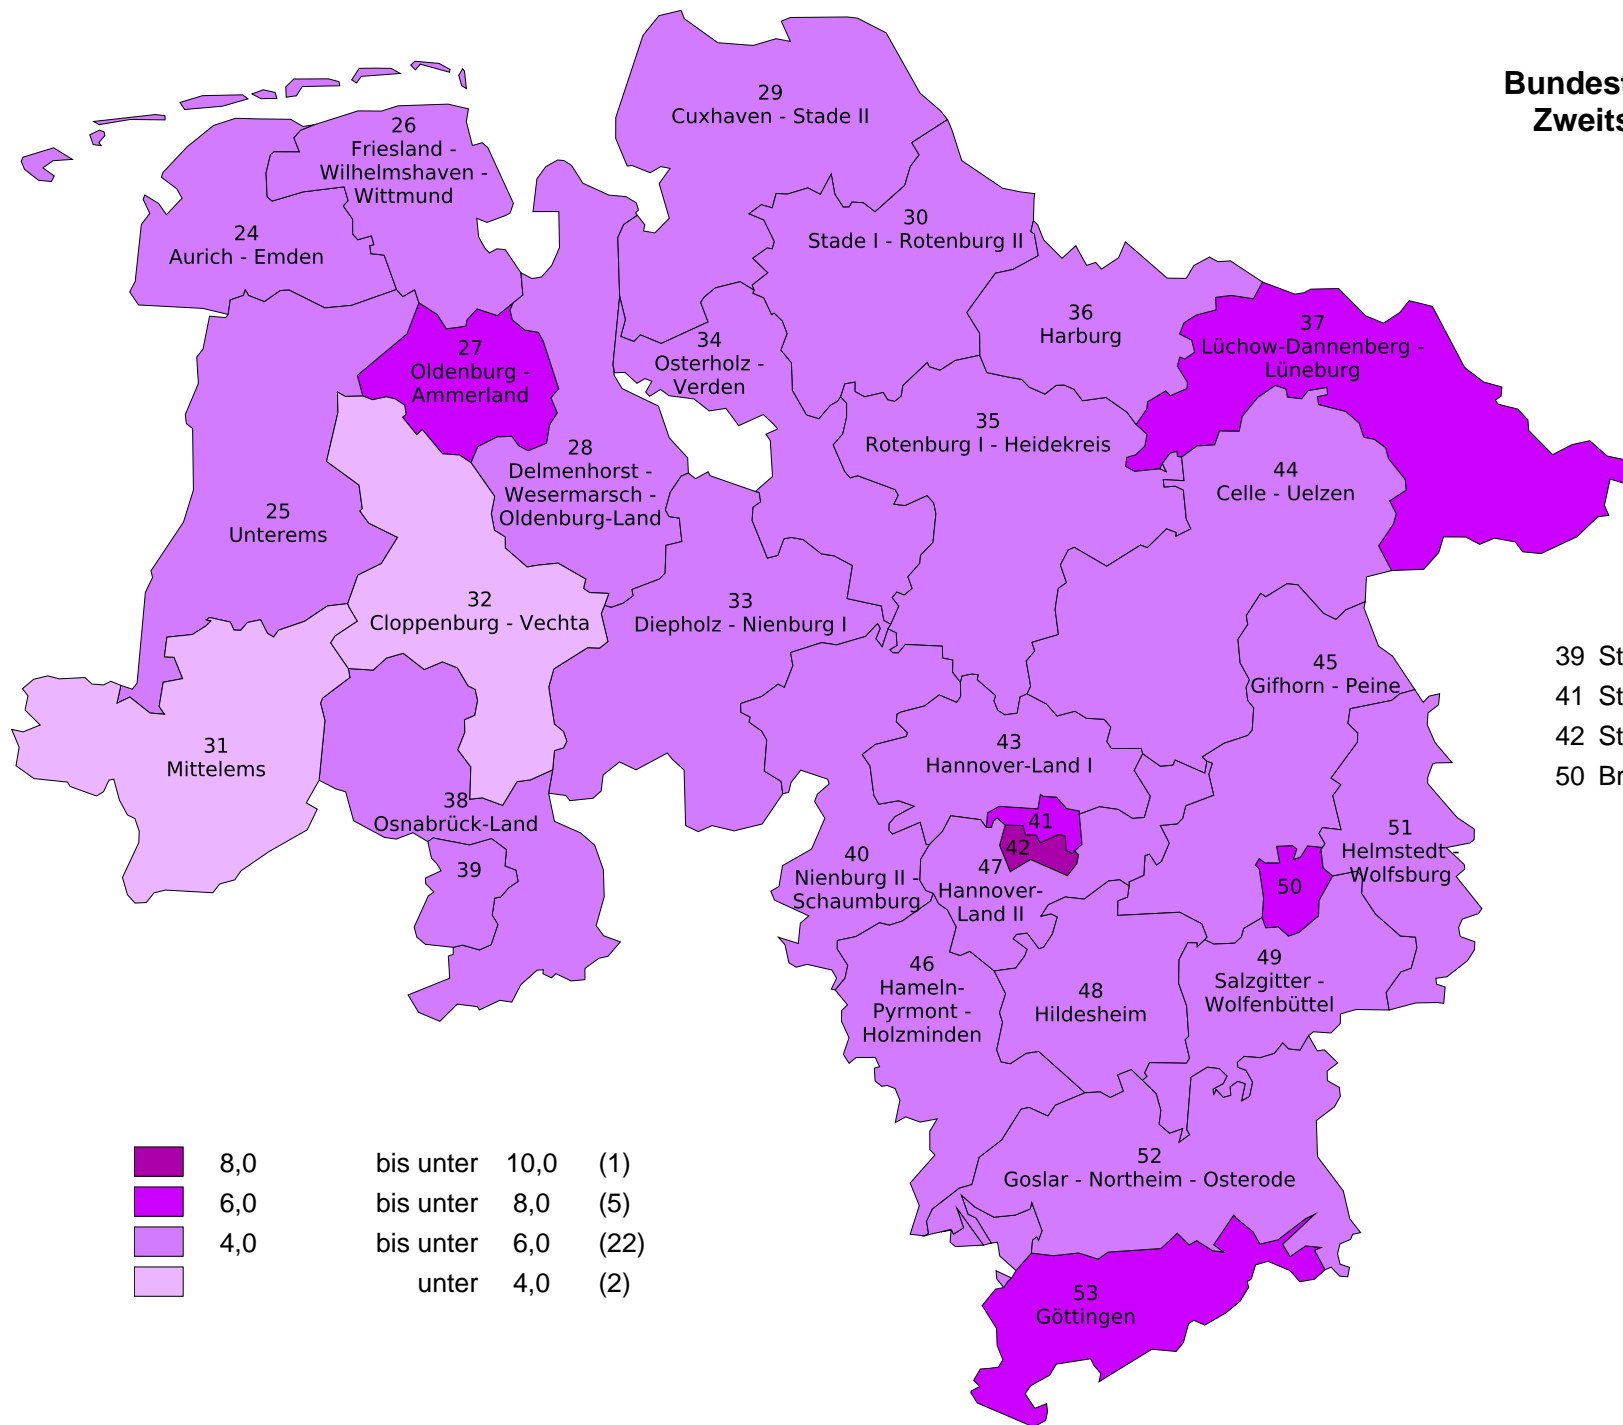 Bundest
Zweits
29
Cuxhaven - Stade II
26
Friesland -
Wilhelmshaven -
Wittmund
24
Aurich - Emden
30
Stade I - Rotenburg II
36
Harburg
37
Lüchow-Dannenberg -
Lüneburg
34
Osterholz -
Verden
27
Oldenburg -
Ammerland
35
Rotenburg I - Heidekreis
28
Delmenhorst -
Wesermarsch -
Oldenburg-Land
44
Celle - Uelzen
25
Unterems
32
Cloppenburg - Vechta
33
Diepholz - Nienburg I
45
Gifhorn - Peine
39 St
41 St
42 St
50 Br
31
Mittelems
43
Hannover-Land I
38
Osnabrück-Land
39
41
42
40
Nienburg II -
Schaumburg
47
Hannover-
Land II
51
Helmstedt -
Wolfsburg
50
46
Hameln-
Pyrmont -
Holzminden
48
Hildesheim
49
Salzgitter -
Wolfenbüttel
52
Goslar - Northeim - Osterode
53
Göttingen
8,0 bis unter 10,0 (1)
6,0 bis unter 8,0 (5)
4,0 bis unter 6,0 (22)
unter 4,0 (2)